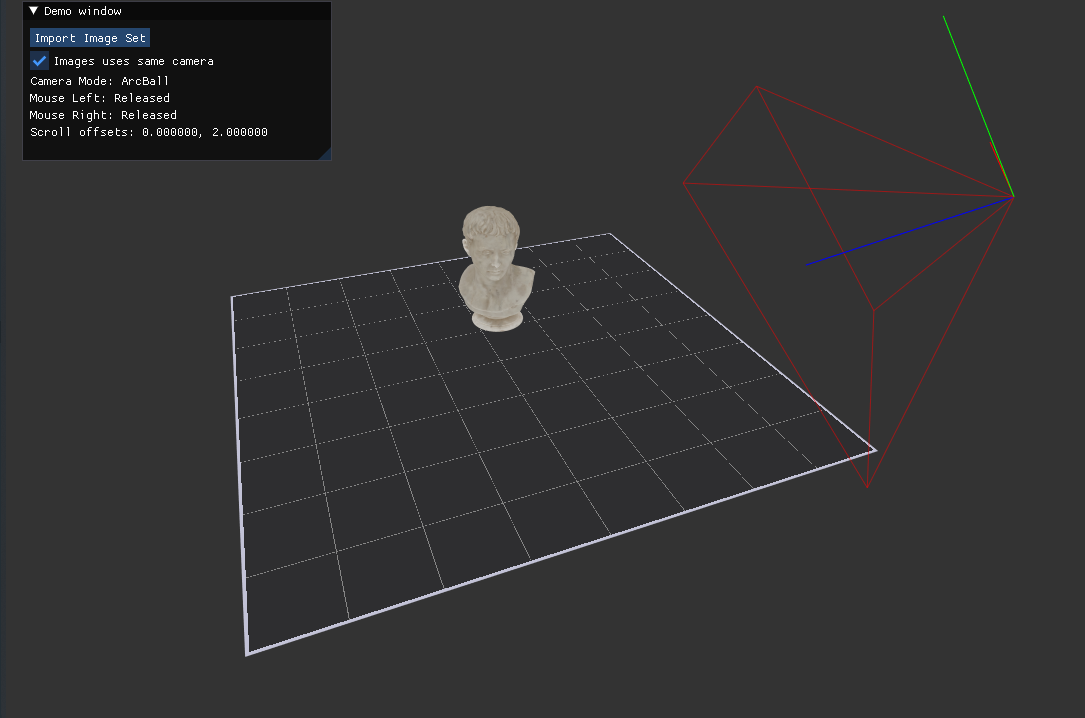 Demo window
Import Image Set
Images uses same camera
Camera Mode: ArcBall
Mouse Left: Released
Mouse Right: Released
Scroll offsets: 0.000000, 2.000000